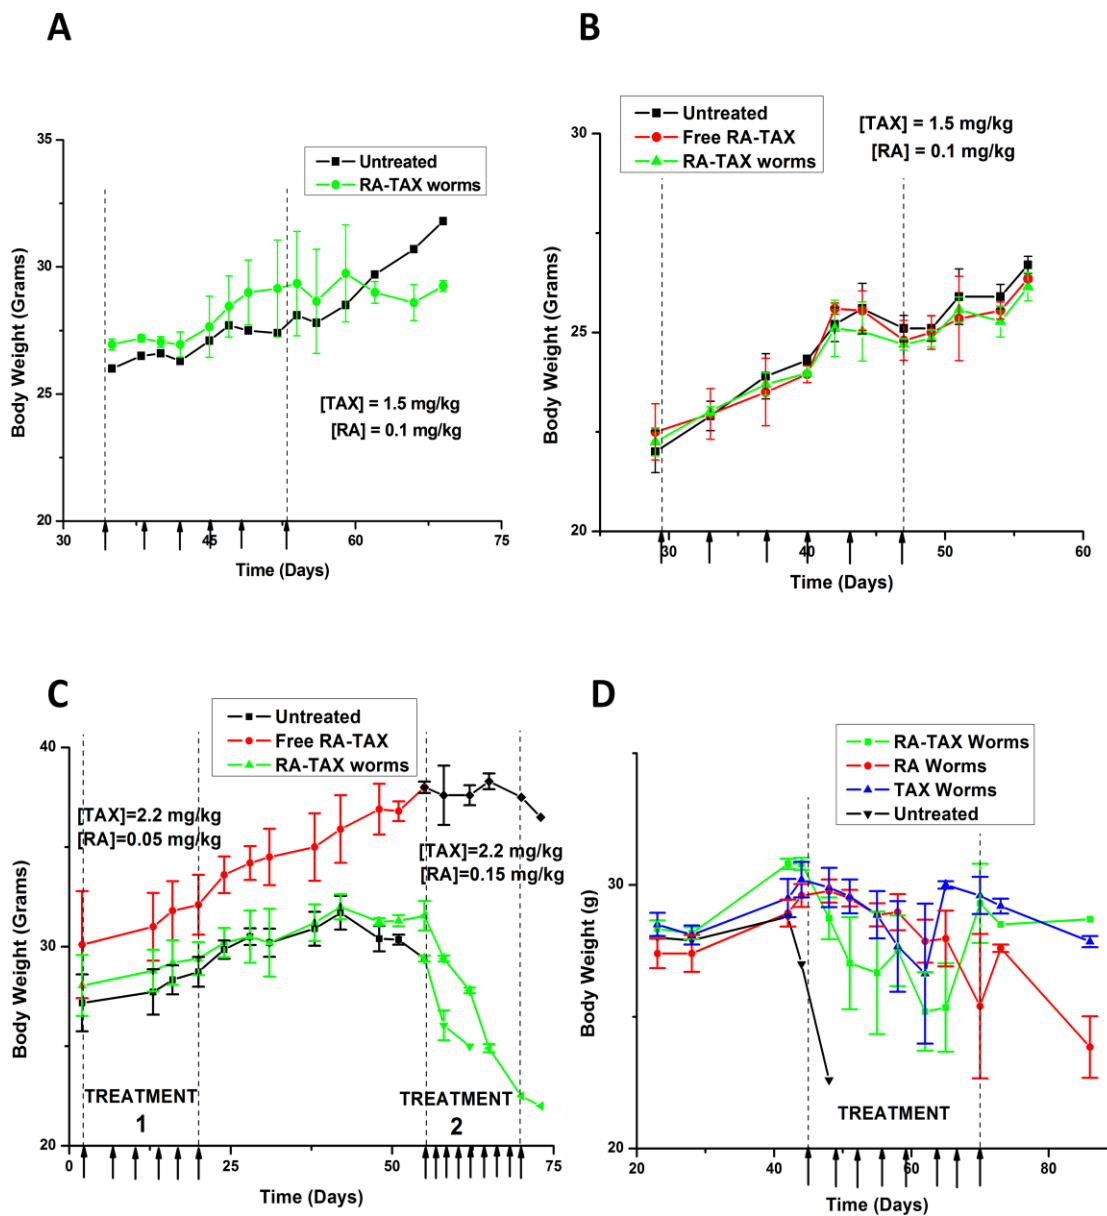 A
35
30
25
20
30
45
60
75
Body Weight (Grams)
Time (Days)
Untreated
RA-TAX worms
[TAX] = 1.5 mg/kg
[RA] = 0.1 mg/kg
B
30
25
20
30
40
50
60
Body Weight (Grams)
Time (Days)
Untreated
Free RA-TAX
RA-TAX worms
[TAX] = 1.5 mg/kg
[RA] = 0.1 mg/kg
C
40
30
20
0
25
50
75
Body Weight (Grams)
Time (Days)
Untreated
Free RA-TAX
RA-TAX worms
[TAX]=2.2 mg/kg
[RA]=0.05 mg/kg
[TAX]=2.2 mg/kg
[RA]=0.15 mg/kg
TREATMENT
1
TREATMENT
2
D
30
20
20
40
60
80
Body Weight (g)
Time (Days)
RA-TAX Worms
RA Worms
TAX Worms
Untreated
TREATMENT